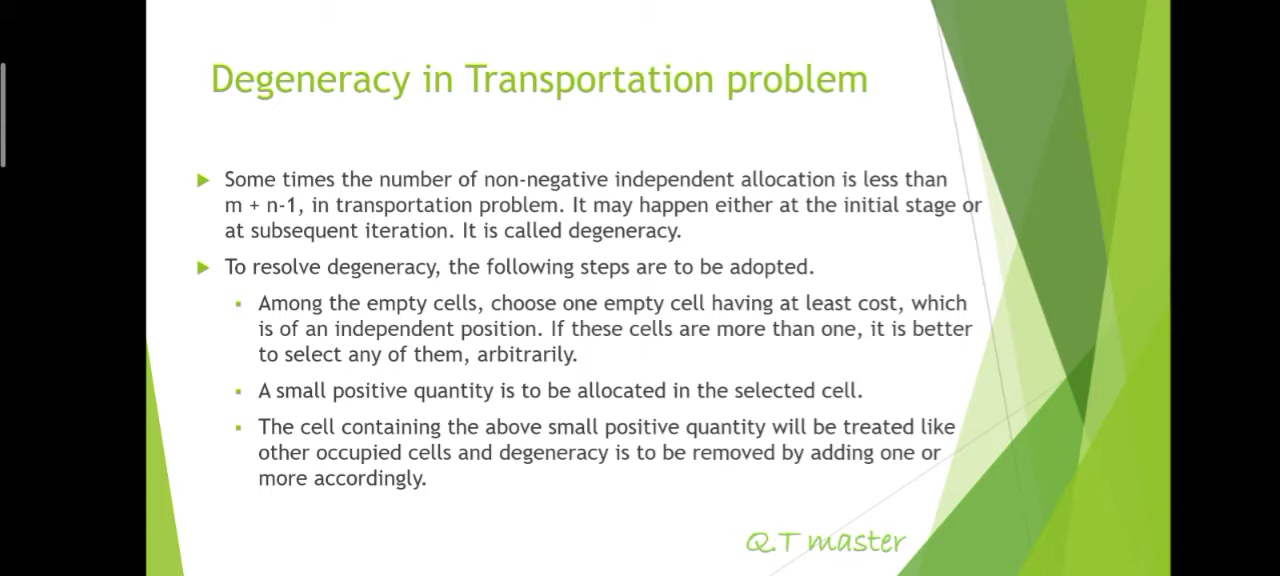 Degeneracy in Transportation problem
Some times the number of non-negative independent allocation is less than
m + n-1, in transportation problem. It may happen either at the initial stage or
at subsequent iteration. It is called degeneracy.
To resolve degeneracy, the following steps are to be adopted.
Among the empty cells, choose one empty cell having at least cost, which
is of an independent position. If these cells are more than one, it is better
to select any of them, arbitrarily.
A small positive quantity is to be allocated in the selected cell.
The cell containing the above small positive quantity will be treated like
other occupied cells and degeneracy is to be removed by adding one or
more accordingly.
Q.T master